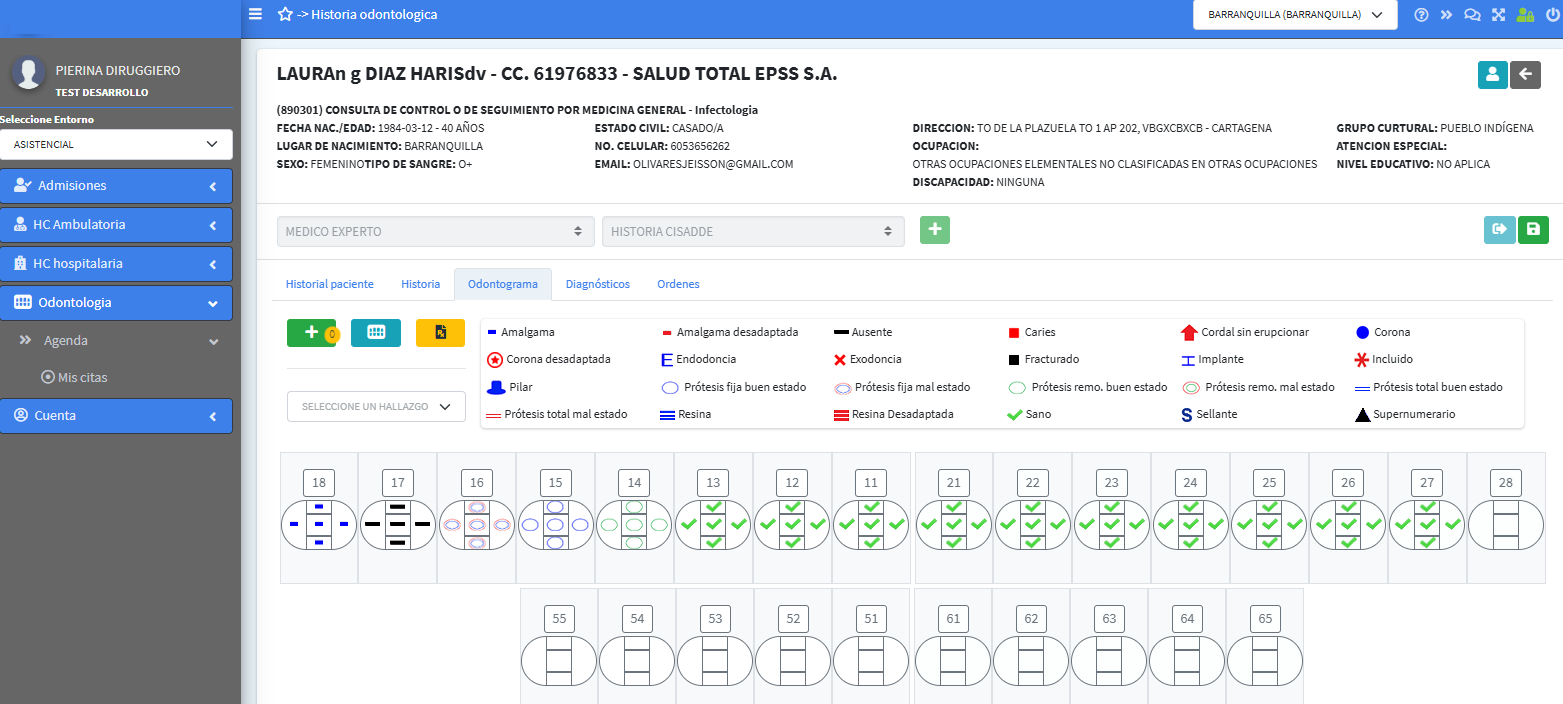 -> Historia odontologica
BARRANQUILLA (BARRANQUILLA)
PIERINA DIRUGGIERO
TEST DESARROLLO
Seleccione Entorno
ASISTENCIAL
Admisiones
HC Ambulatoria
HC hospitalaria
Odontologia
Agenda
Mis citas
Cuenta
LAURAn g DIAZ HARISdv - CC. 61976833 - SALUD TOTAL EPSS S.A.
(890301) CONSULTA DE CONTROL O DE SEGUIMIENTO POR MEDICINA GENERAL - Infectologia
FECHA NAC./EDAD: 1984-03-12 - 40 AÑOS
LUGAR DE NACIMIENTO: BARRANQUILLA
SEXO: FEMENINOTIPO DE SANGRE: O+
ESTADO CIVIL: CASADO/A
NO. CELULAR: 6053656262
EMAIL: OLIVARESJEISSON@GMAIL.COM
DIRECCION: TO DE LA PLAZUELA TO 1 AP 202, VBGXCBXCB - CARTAGENA
OCUPACION:
OTRAS OCUPACIONES ELEMENTALES NO CLASIFICADAS EN OTRAS OCUPACIONES
DISCAPACIDAD: NINGUNA
GRUPO CURTURAL: PUEBLO INDÍGENA
ATENCION ESPECIAL:
NIVEL EDUCATIVO: NO APLICA
MEDICO EXPERTO
HISTORIA CISADDE
Historial paciente Historia Odontograma Diagnósticos Ordenes
0
SELECCIONE UN HALLAZGO
Amalgama Amalgama desadaptada Ausente Caries Cordal sin erupcionar Corona
Corona desadaptada E Endodoncia Exodoncia Fracturado Implante Incluido
Pilar Prótesis fija buen estado Prótesis fija mal estado Prótesis remo. buen estado Prótesis remo. mal estado Prótesis total buen estado
Prótesis total mal estado Resina Resina Desadaptada Sano S Sellante Supernumerario
18 17 16 15 14 13 12 11 21 22 23 24 25 26 27 28
55 54 53 52 51 61 62 63 64 65